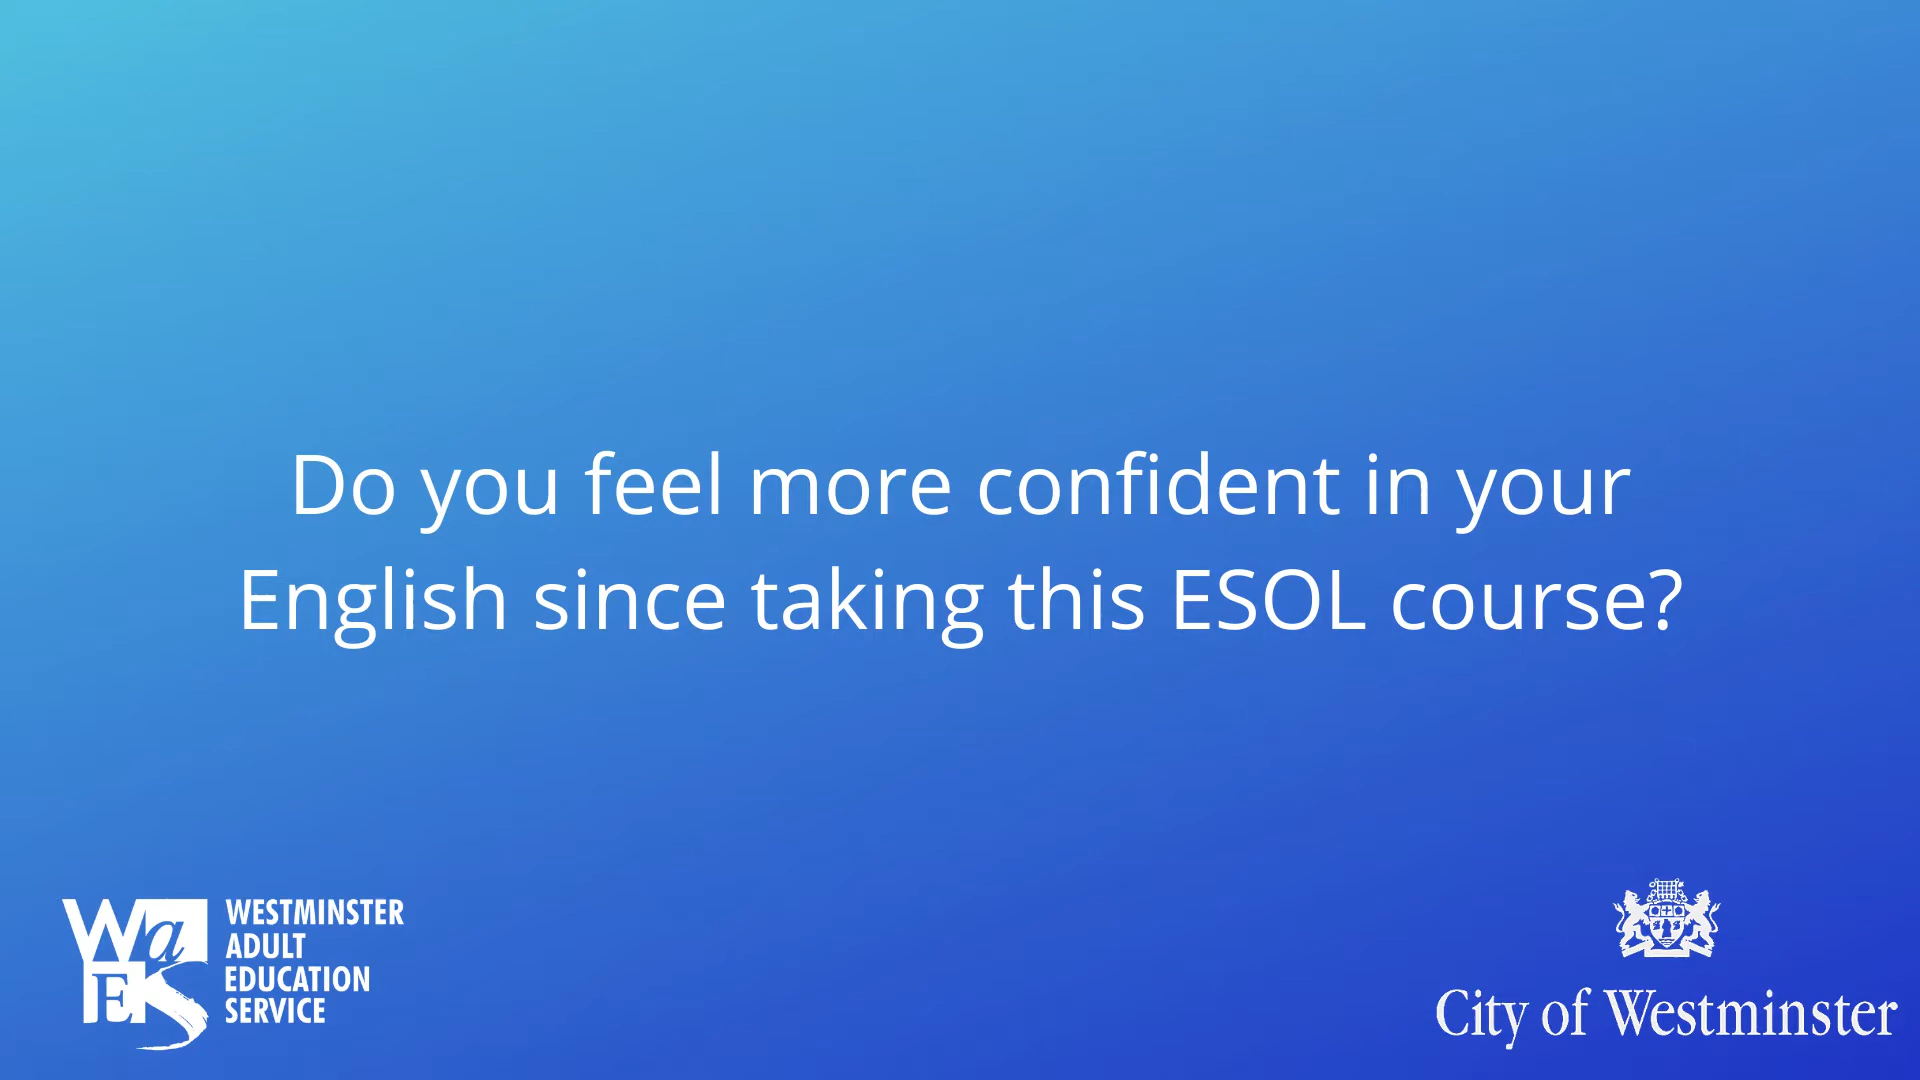 Do you feel more confident in your
English since taking this ESOL course?
WaES
WESTMINSTER
ADULT
EDUCATION
SERVICE
City of Westminster